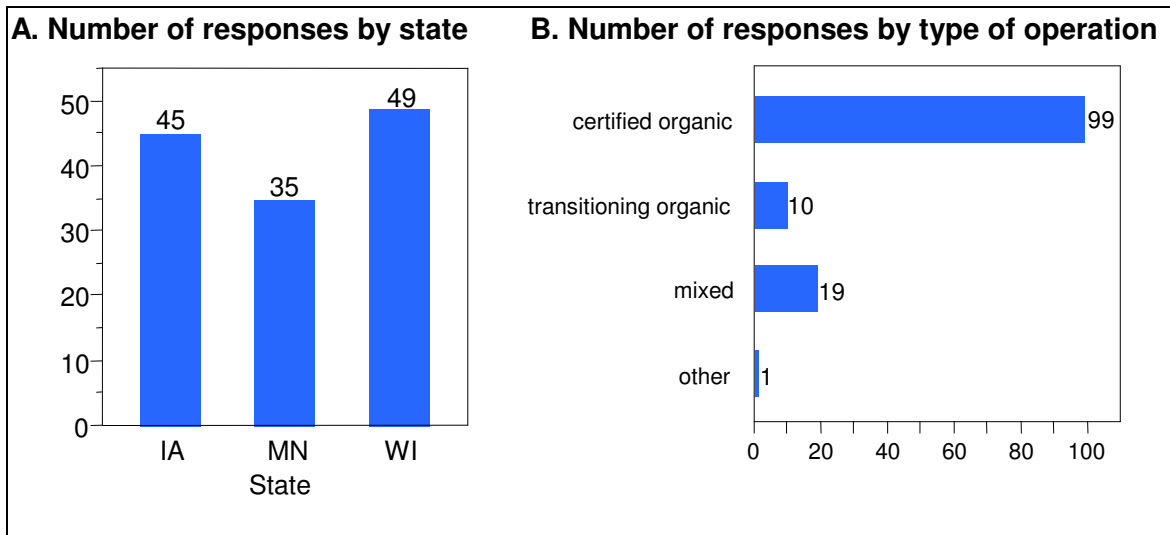 A. Number of responses by state
50
40
30
20
10
0
45
35
49
IA MN WI
State
B. Number of responses by type of operation
certified organic 99
transitioning organic 10
mixed 19
other 1
0 20 40 60 80 100